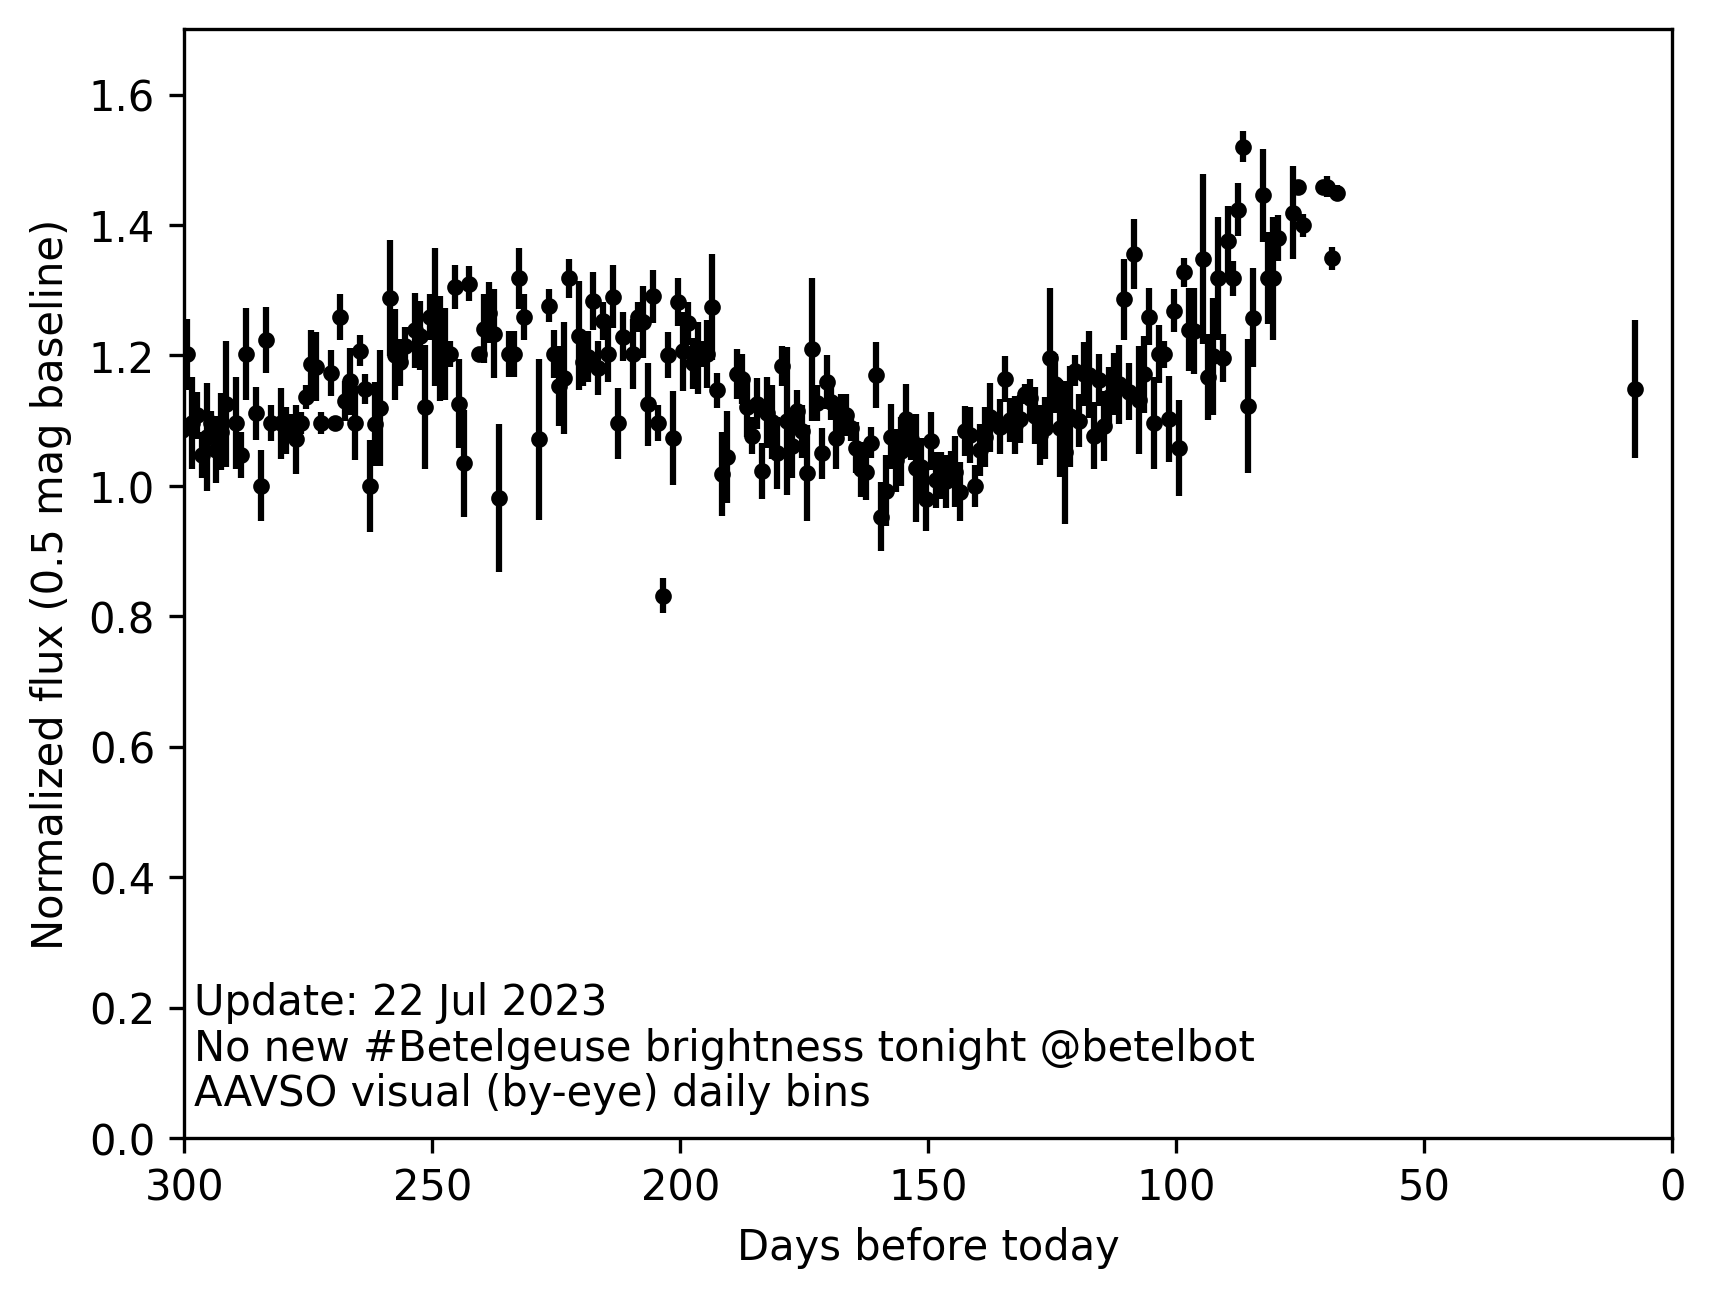 1.6
1.4
1.2
1.0
0.8
0.6
0.4
0.2
0.0
Normalized flux (0.5 mag baseline)
Update: 22 Jul 2023
No new #Betelgeuse brightness tonight @betelbot
AAVSO visual (by-eye) daily bins
300 250 200 150 100 50 0
Days before today